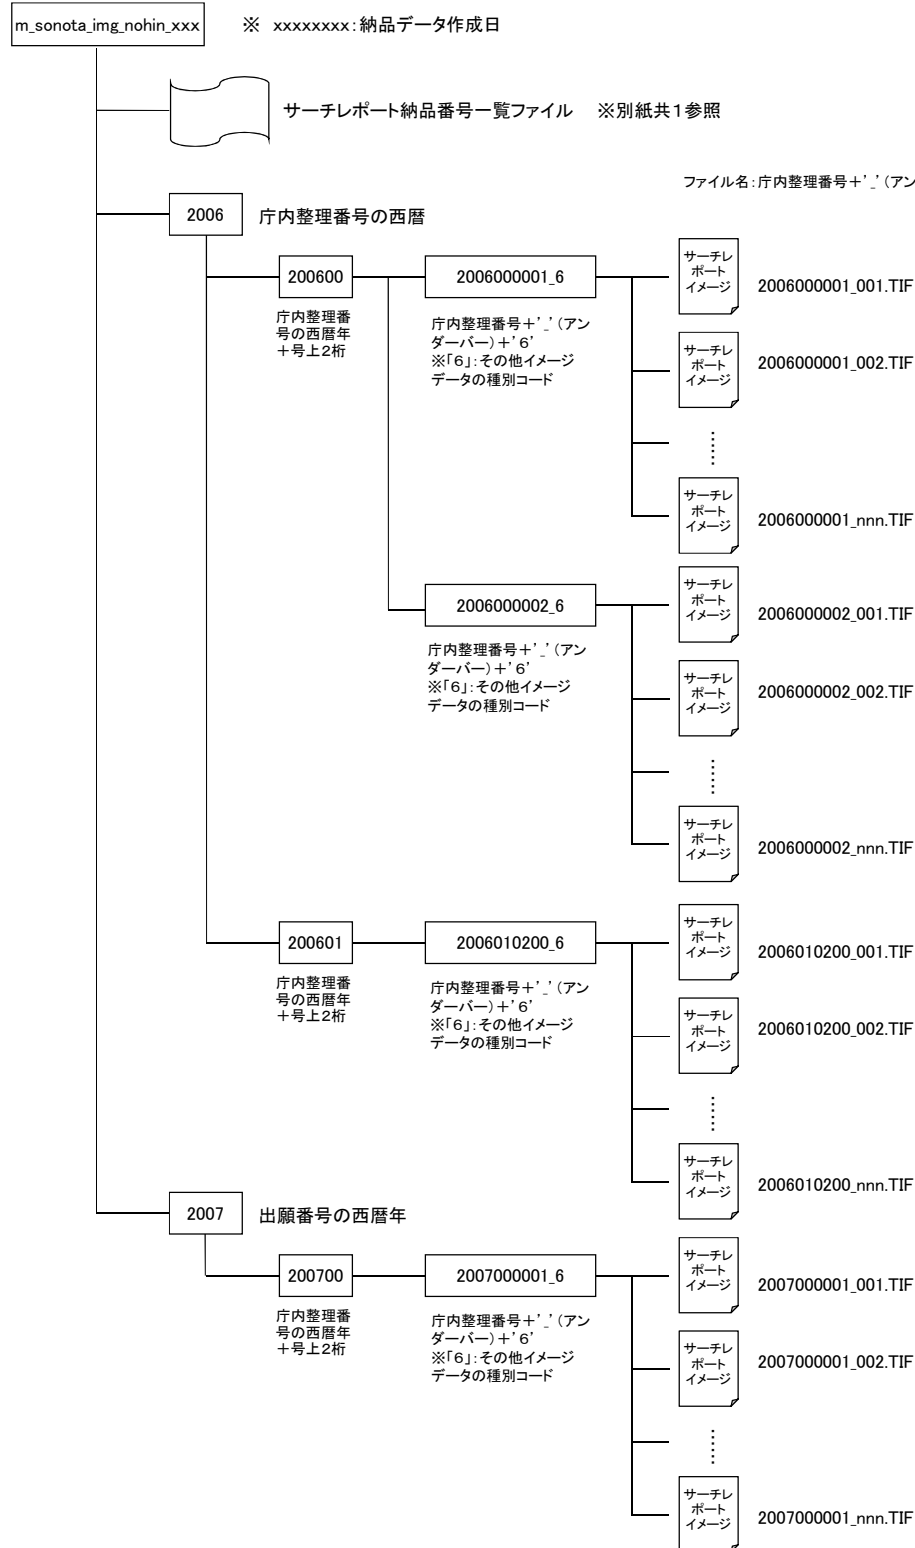 m_sonota_img_nohin_xxx
※ xxxxxxxx:納品データ作成日
サーチレポート納品番号一覧ファイル ※別紙共1参照
ファイル名:庁内整理番号+'_'(アン
2006
庁内整理番号の西暦
200600
庁内整理番
号の西暦年
+号上2桁
2006000001_6
庁内整理番号+'_'(アン
ダーバー)+'6'
※「6」:その他イメージ
データの種別コード
サーチレ
ポート
イメージ
2006000001_001.TIF
サーチレ
ポート
イメージ
2006000001_002.TIF
サーチレ
ポート
イメージ
2006000001_nnn.TIF
2006000002_6
庁内整理番号+'_'(アン
ダーバー)+'6'
※「6」:その他イメージ
データの種別コード
サーチレ
ポート
イメージ
2006000002_001.TIF
サーチレ
ポート
イメージ
2006000002_002.TIF
サーチレ
ポート
イメージ
2006000002_nnn.TIF
200601
庁内整理番
号の西暦年
+号上2桁
2006010200_6
庁内整理番号+'_'(アン
ダーバー)+'6'
※「6」:その他イメージ
データの種別コード
サーチレ
ポート
イメージ
2006010200_001.TIF
サーチレ
ポート
イメージ
2006010200_002.TIF
サーチレ
ポート
イメージ
2006010200_nnn.TIF
2007
出願番号の西暦年
200700
庁内整理番
号の西暦年
+号上2桁
2007000001_6
庁内整理番号+'_'(アン
ダーバー)+'6'
※「6」:その他イメージ
データの種別コード
サーチレ
ポート
イメージ
2007000001_001.TIF
サーチレ
ポート
イメージ
2007000001_002.TIF
サーチレ
ポート
イメージ
2007000001_nnn.TIF